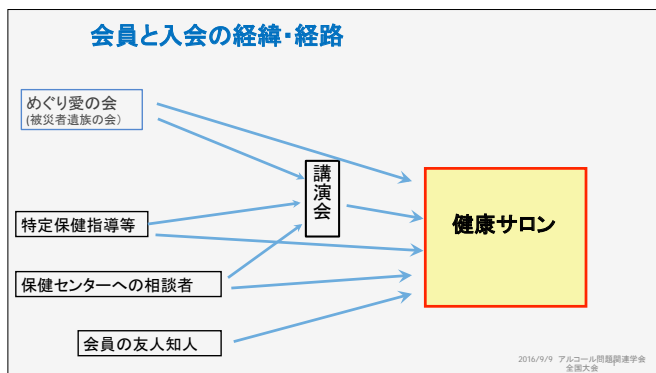 会員と入会の経緯・経路
めぐり愛の会
(被災者遺族の会)
講演会
特定保健指導等
健康サロン
保健センターへの相談者
会員の友人知人
2016/9/9 アルコール問題関連学会
全国大会